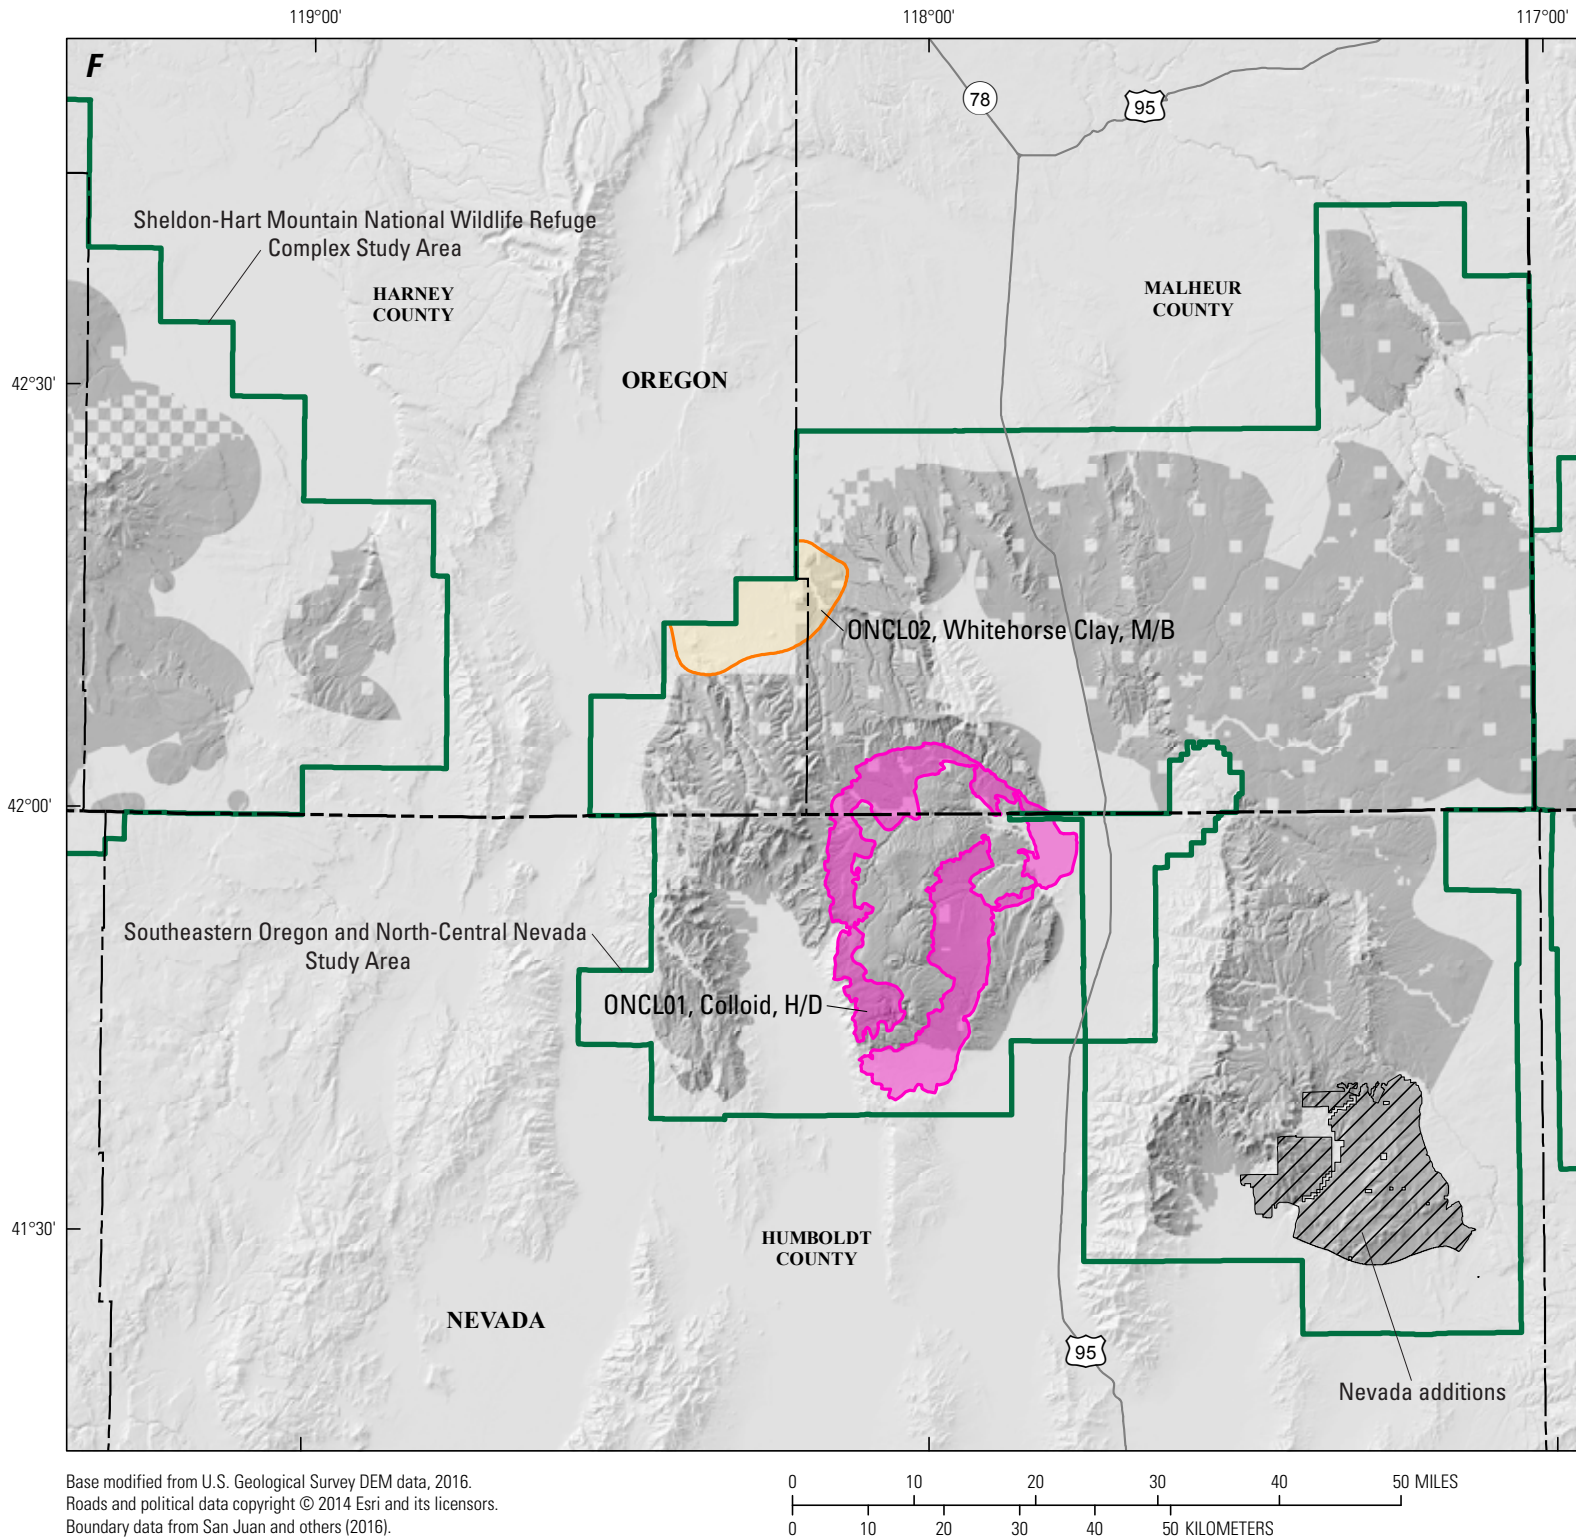 119°00'
118°00'
117°00'
F
78
95
Sheldon-Hart Mountain National Wildlife Refuge
Complex Study Area
HARNEY
COUNTY
MALHEUR
COUNTY
42°30'
OREGON
ONCL02, Whitehorse Clay, M/B
42°00'
Southeastern Oregon and North-Central Nevada
Study Area
ONCL01, Colloid, H/D
41°30'
HUMBOLDT
COUNTY
NEVADA
95
Nevada additions
Base modified from U.S. Geological Survey DEM data, 2016.
Roads and political data copyright © 2014 Esri and its licensors.
Boundary data from San Juan and others (2016).
0 10 20 30 40 50 MILES
0 10 20 30 40 50 KILOMETERS